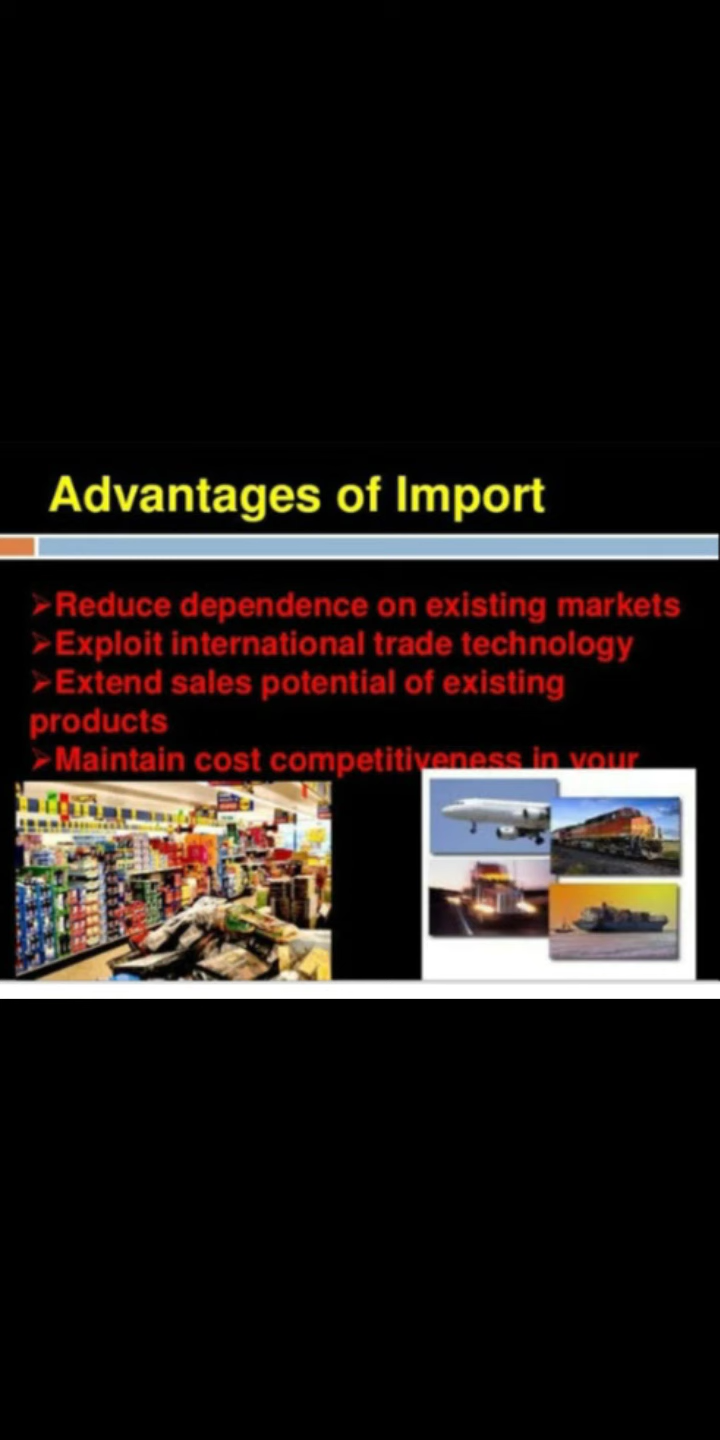 Advantages of Import
➢Reduce dependence on existing markets
➢Exploit international trade technology
➢Extend sales potential of existing
products
➢Maintain cost competitiveness in your